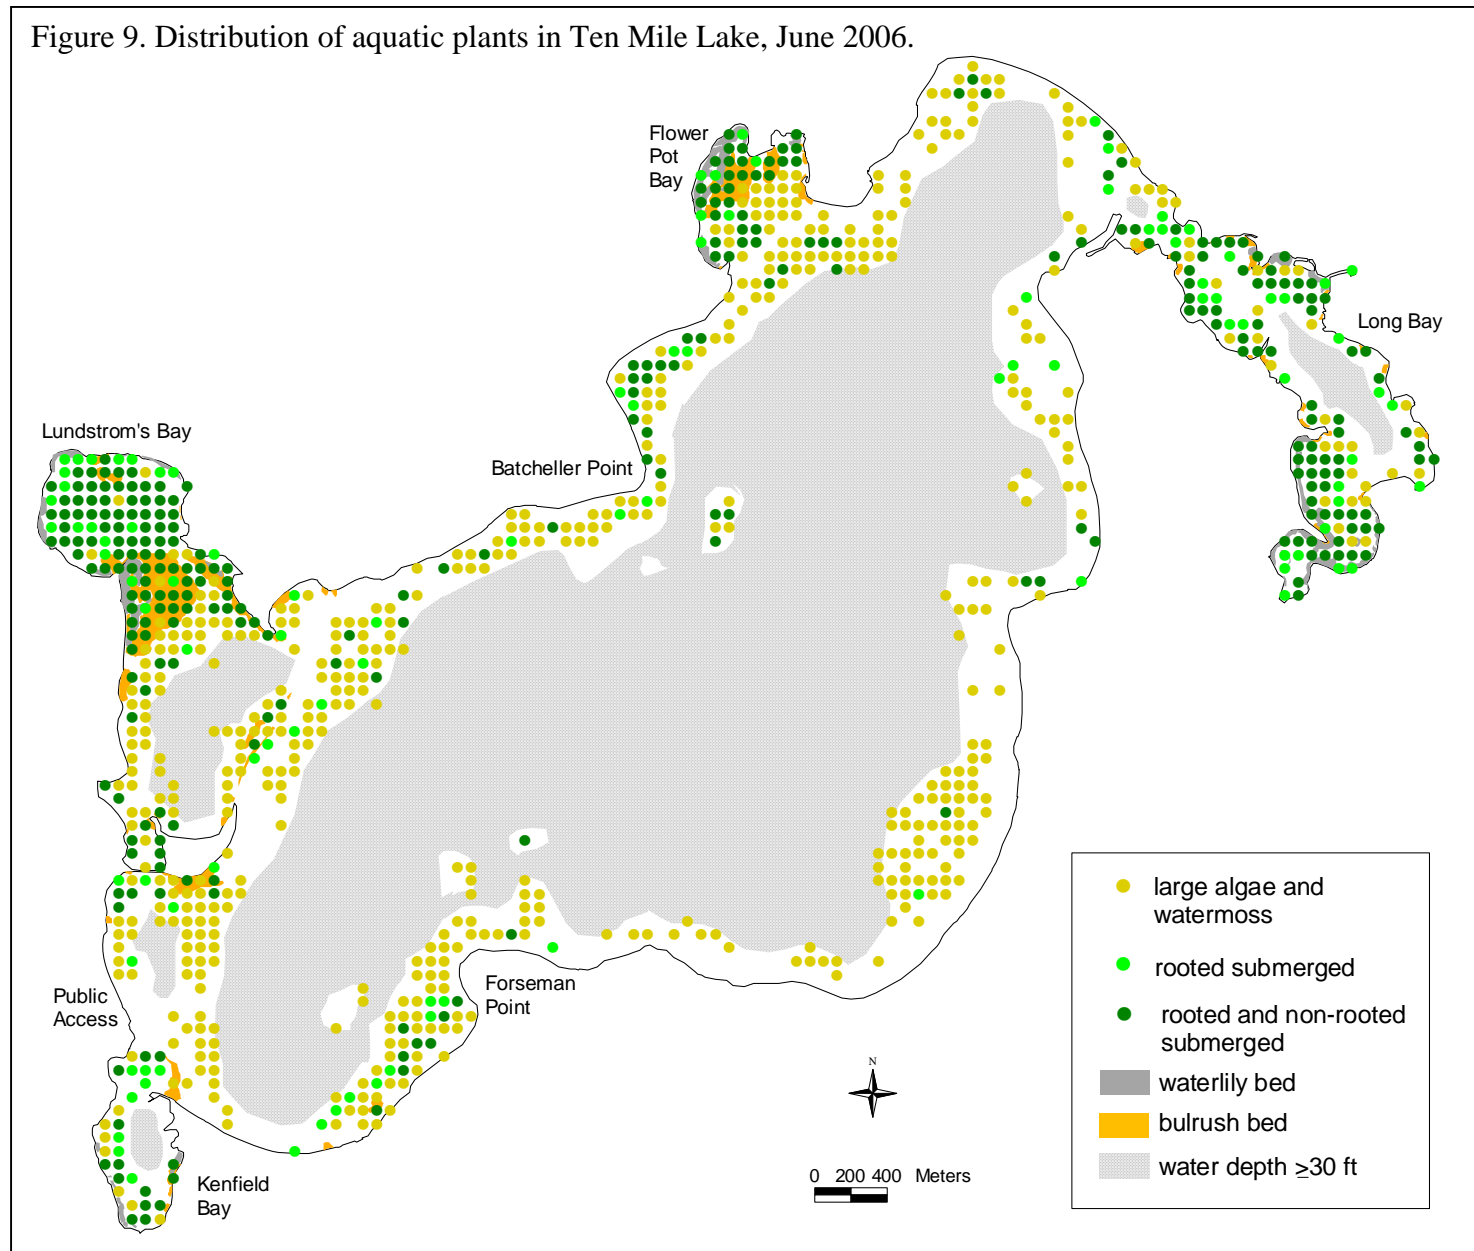 Figure 9. Distribution of aquatic plants in Ten Mile Lake, June 2006.
Flower
Pot
Bay
Long Bay
Lundstrom's Bay
Batcheller Point
Forseman
Point
Public
Access
Kenfield
Bay
N
0 200 400 Meters
large algae and
watermoss
rooted submerged
rooted and non-rooted
submerged
waterlily bed
bulrush bed
water depth ≥30 ft